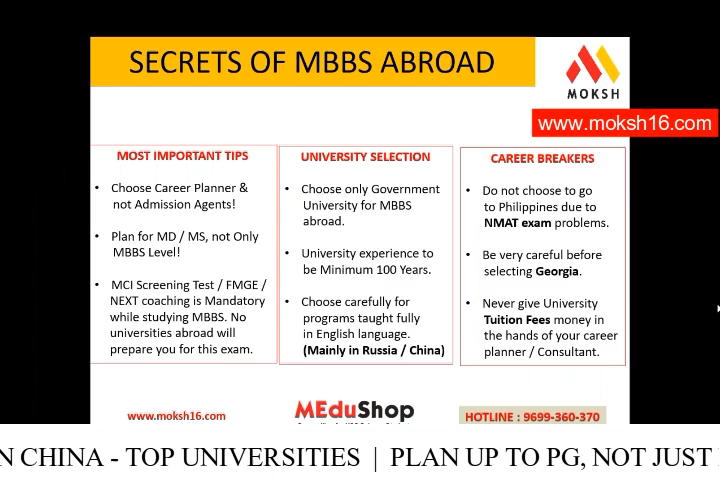 SECRETS OF MBBS ABROAD
MOKSH
www.moksh16.com
MOST IMPORTANT TIPS
• Choose Career Planner &
not Admission Agents!
• Plan for MD / MS, not Only
MBBS Level!
• MCI Screening Test / FMGE /
NEXT coaching is Mandatory
while studying MBBS. No
universities abroad will
prepare you for this exam.
UNIVERSITY SELECTION
• Choose only Government
University for MBBS
abroad.
• University experience to
be Minimum 100 Years.
• Choose carefully for
programs taught fully
in English language.
(Mainly in Russia / China)
CAREER BREAKERS
• Do not choose to go
to Philippines due to
NMAT exam problems.
• Be very careful before
selecting Georgia.
• Never give University
Tuition Fees money in
the hands of your career
planner / Consultant.
www.moksh16.com
MEduShop
HOTLINE : 9699-360-370
N CHINA - TOP UNIVERSITIES | PLAN UP TO PG, NOT JUST